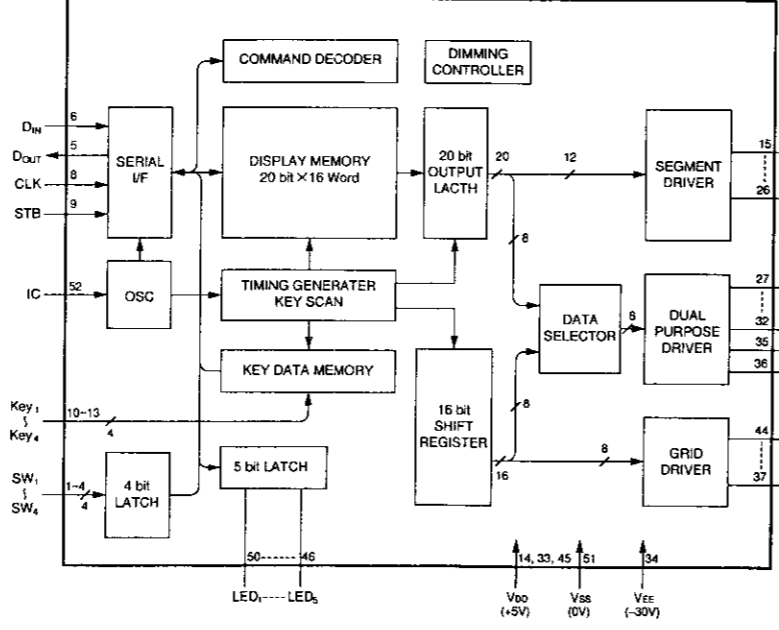 COMMAND DECODER
DIMMING
CONTROLLER
DIN
6
DOUT
5
CLK
8
STB
9
SERIAL
I/F
DISPLAY MEMORY
20 bit × 16 Word
20 bit
OUTPUT
LACTH
20
12
SEGMENT
DRIVER
15
26
8
IC
52
OSC
TIMING GENERATER
KEY SCAN
DATA
SELECTOR
8
DUAL
PURPOSE
DRIVER
27
32
35
36
KEY DATA MEMORY
Key1
Key4
10~13
4
16 bit
SHIFT
REGISTER
8
16
8
GRID
DRIVER
44
37
SW1
SW4
1~4
4
4 bit
LATCH
5 bit LATCH
50 46
LED1 LED5
14, 33, 45 51 34
VDD
(+5V)
VSS
(0V)
VEE
(–30V)